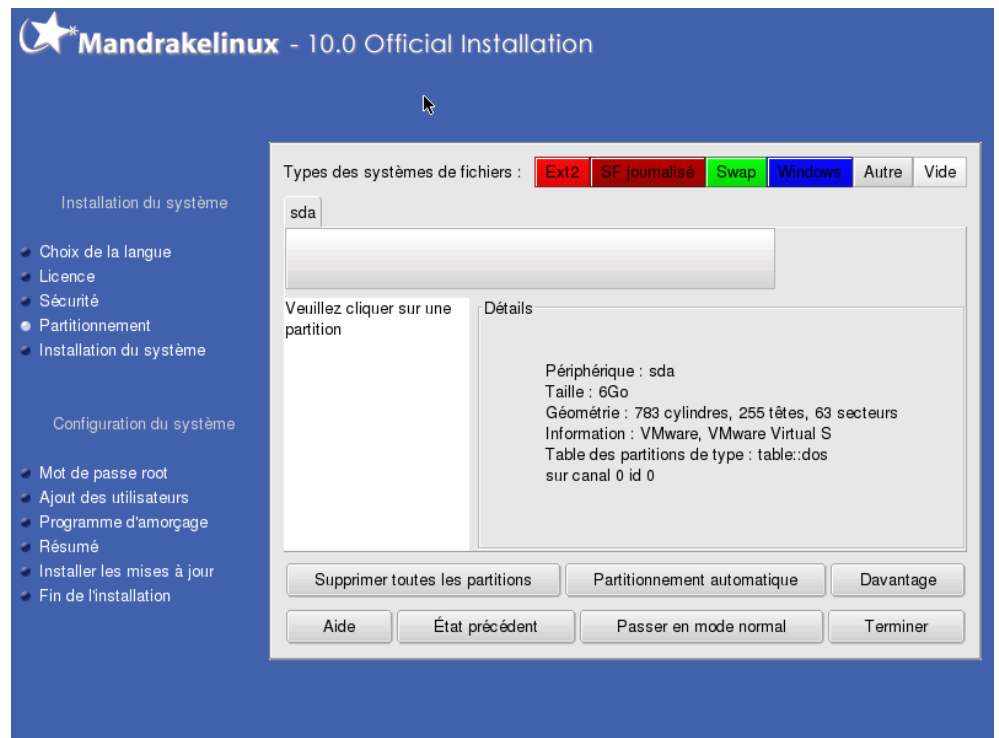 Mandrakelinux - 10.0 Official Installation
Installation du système
Choix de la langue
Licence
Sécurité
Partitionnement
Installation du système
Configuration du système
Mot de passe root
Ajout des utilisateurs
Programme d'amorçage
Résumé
Installer les mises à jour
Fin de l'installation
Types des systèmes de fichiers : Ext2 SF journalisé Swap Windows Autre Vide
sda
Veuillez cliquer sur une
partition
Détails
Périphérique : sda
Taille : 6Go
Géométrie : 783 cylindres, 255 têtes, 63 secteurs
Information : VMware, VMware Virtual S
Table des partitions de type : table::dos
sur canal 0 id 0
Supprimer toutes les partitions Partitionnement automatique Davantage
Aide État précédent Passer en mode normal Terminer